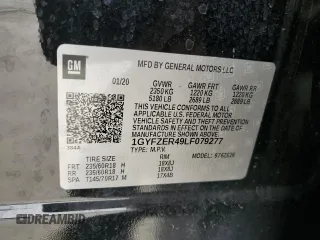 GM
MFD BY GENERAL MOTORS LLC
01/20 GVWR GAWR FRT GAWR RR
2350 KG 1220 KG 1220 KG
5180 LB 2689 LB 2689 LB
THIS VEHICLE CONFORMS TO ALL APPLICABLE U.S. FEDERAL MOTOR VEHICLE SAFETY, BUMPER, AND THEFT PREVENTION STANDARDS IN EFFECT ON THE DATE OF MANUFACTURE SHOWN ABOVE.
1GYFZER49LF079277
TYPE: M.P.V.
TIRE SIZE RIM
FRT 235/60R18 H 18X8J
RR 235/60R18 H 18X8J
SPA T145/70R17 M 17X4B